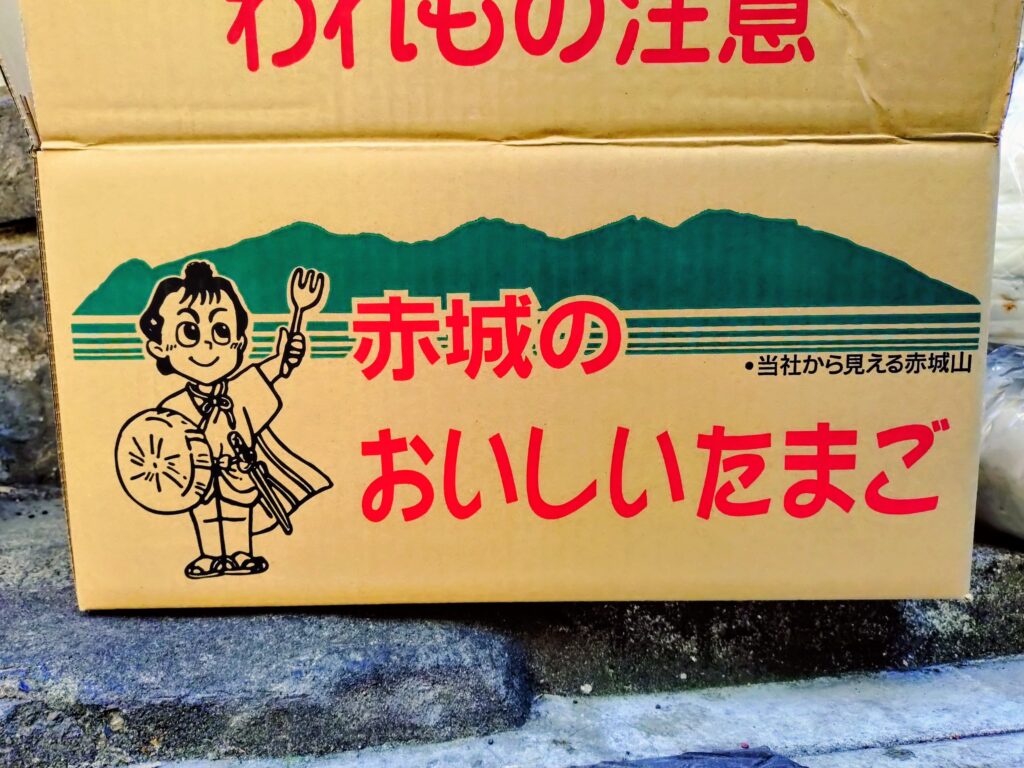 われもの注意
赤城の
・当社から見える赤城山
おいしいたまご